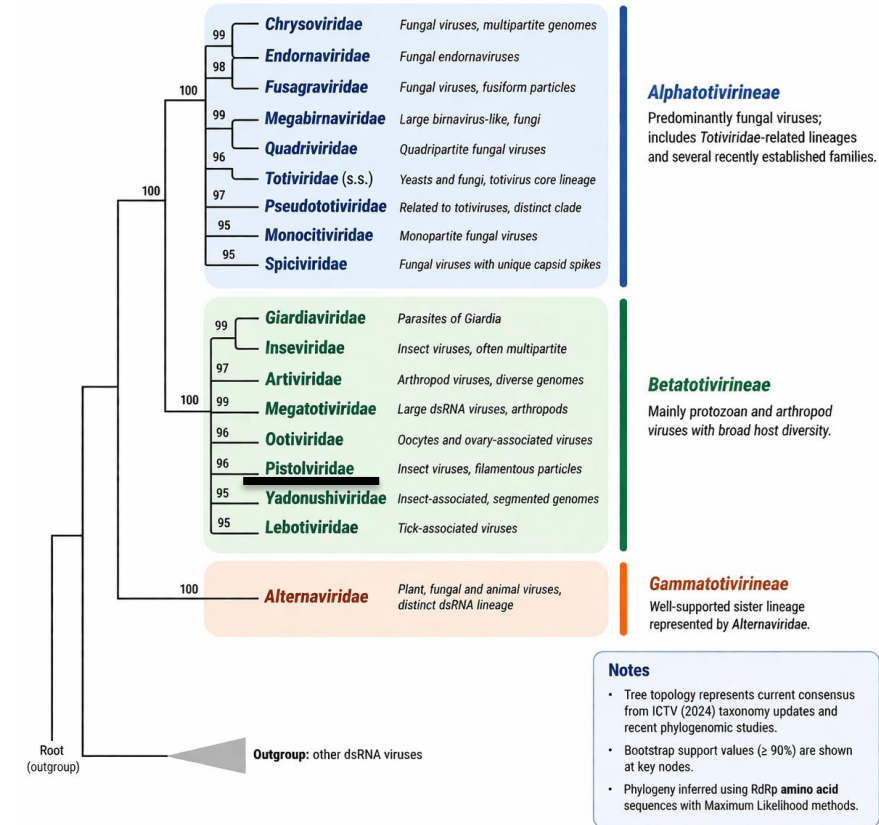 99 Chrysoviridae Fungal viruses, multipartite genomes
Endornaviridae Fungal endornaviruses
98
Fusagraviridae Fungal viruses, fusiform particles
100
99 Megabirnaviridae Large birnavirus-like, fungi
Quadriviridae Quadripartite fungal viruses
96
Totiviridae (s.s.) Yeasts and fungi, totivirus core lineage
100
97 Pseudototiviridae Related to totiviruses, distinct clade
95 Monocitiviridae Monopartite fungal viruses
95 Spiciviridae Fungal viruses with unique capsid spikes
Alphatotivirineae
Predominantly fungal viruses;
includes Totiviridae-related lineages
and several recently established families.
Giardiaviridae Parasites of Giardia
99
Inseviridae Insect viruses, often multipartite
97 Artiviridae Arthropod viruses, diverse genomes
100
99 Megatotiviridae Large dsRNA viruses, arthropods
96 Ootiviridae Oocytes and ovary-associated viruses
96 Pistolviridae Insect viruses, filamentous particles
95 Yadonushiviridae Insect-associated, segmented genomes
95 Lebotiviridae Tick-associated viruses
Betatotivirineae
Mainly protozoan and arthropod
viruses with broad host diversity.
100 Alternaviridae Plant, fungal and animal viruses,
distinct dsRNA lineage
Gammatotivirineae
Well-supported sister lineage
represented by Alternaviridae.
Root
(outgroup)
Outgroup: other dsRNA viruses
Notes
• Tree topology represents current consensus
from ICTV (2024) taxonomy updates and
recent phylogenomic studies.
• Bootstrap support values (≥ 90%) are shown
at key nodes.
• Phylogeny inferred using RdRp amino acid
sequences with Maximum Likelihood methods.